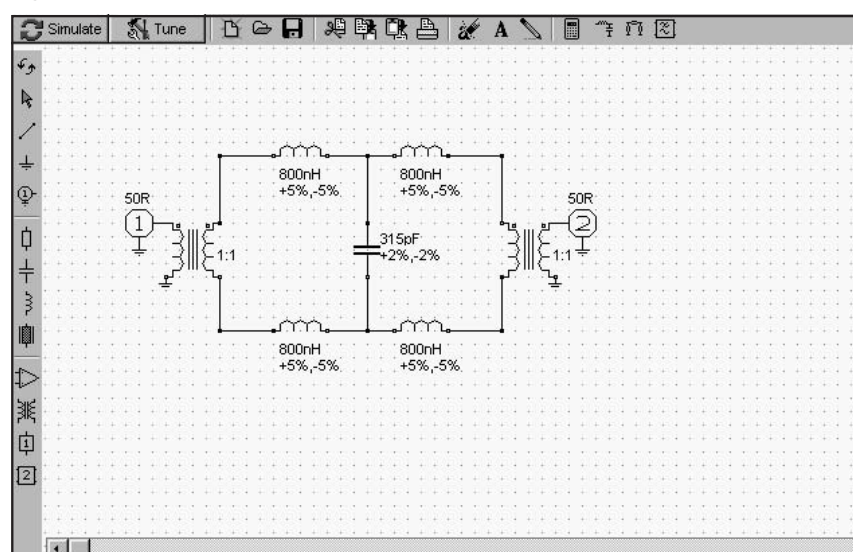 Simulate Tune A
1
800nH
+5%,-5%
800nH
+5%,-5%
50R
1
1:1
315pF
+2%,-2%
50R
2
1:1
800nH
+5%,-5%
800nH
+5%,-5%
1
2